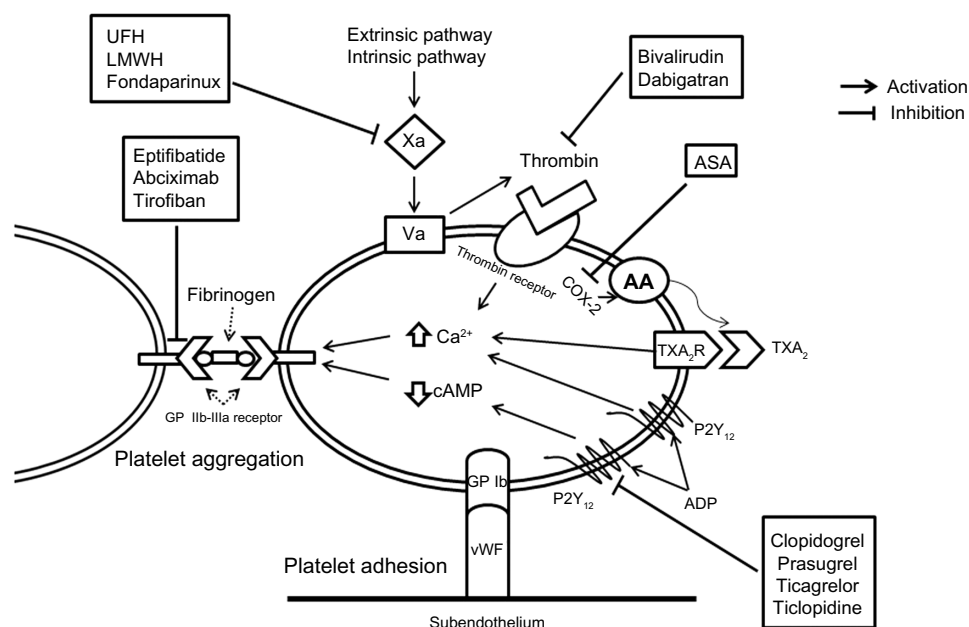 UFH
LMWH
Fondaparinux
Extrinsic pathway
Intrinsic pathway
Bivalirudin
Dabigatran
Activation
Inhibition
Xa
Thrombin
ASA
Eptifibatide
Abciximab
Tirofiban
Va
Thrombin receptor
COX-2
AA
Fibrinogen
Ca²⁺
TXA₂R
TXA₂
cAMP
GP IIb-IIIa receptor
P2Y₁₂
Platelet aggregation
GP Ib
P2Y₁₂
ADP
vWF
Platelet adhesion
Clopidogrel
Prasugrel
Ticagrelor
Ticlopidine
Subendothelium